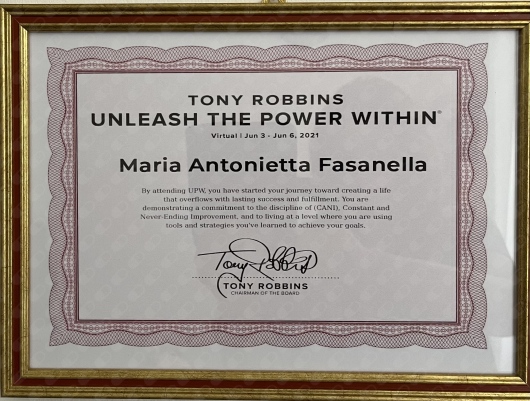 TONY ROBBINS
UNLEASH THE POWER WITHIN®
Virtual | Jun 3 - Jun 6, 2021
Maria Antonietta Fasanella
By attending UPW, you have started your journey toward creating a life
that overflows with lasting success and fulfillment. You are
demonstrating a commitment to the discipline of (CANI), Constant and
Never-Ending Improvement, and to living at a level where you are using
tools and strategies you've learned to achieve your goals.
Tony Robbins
TONY ROBBINS
CHAIRMAN OF THE BOARD